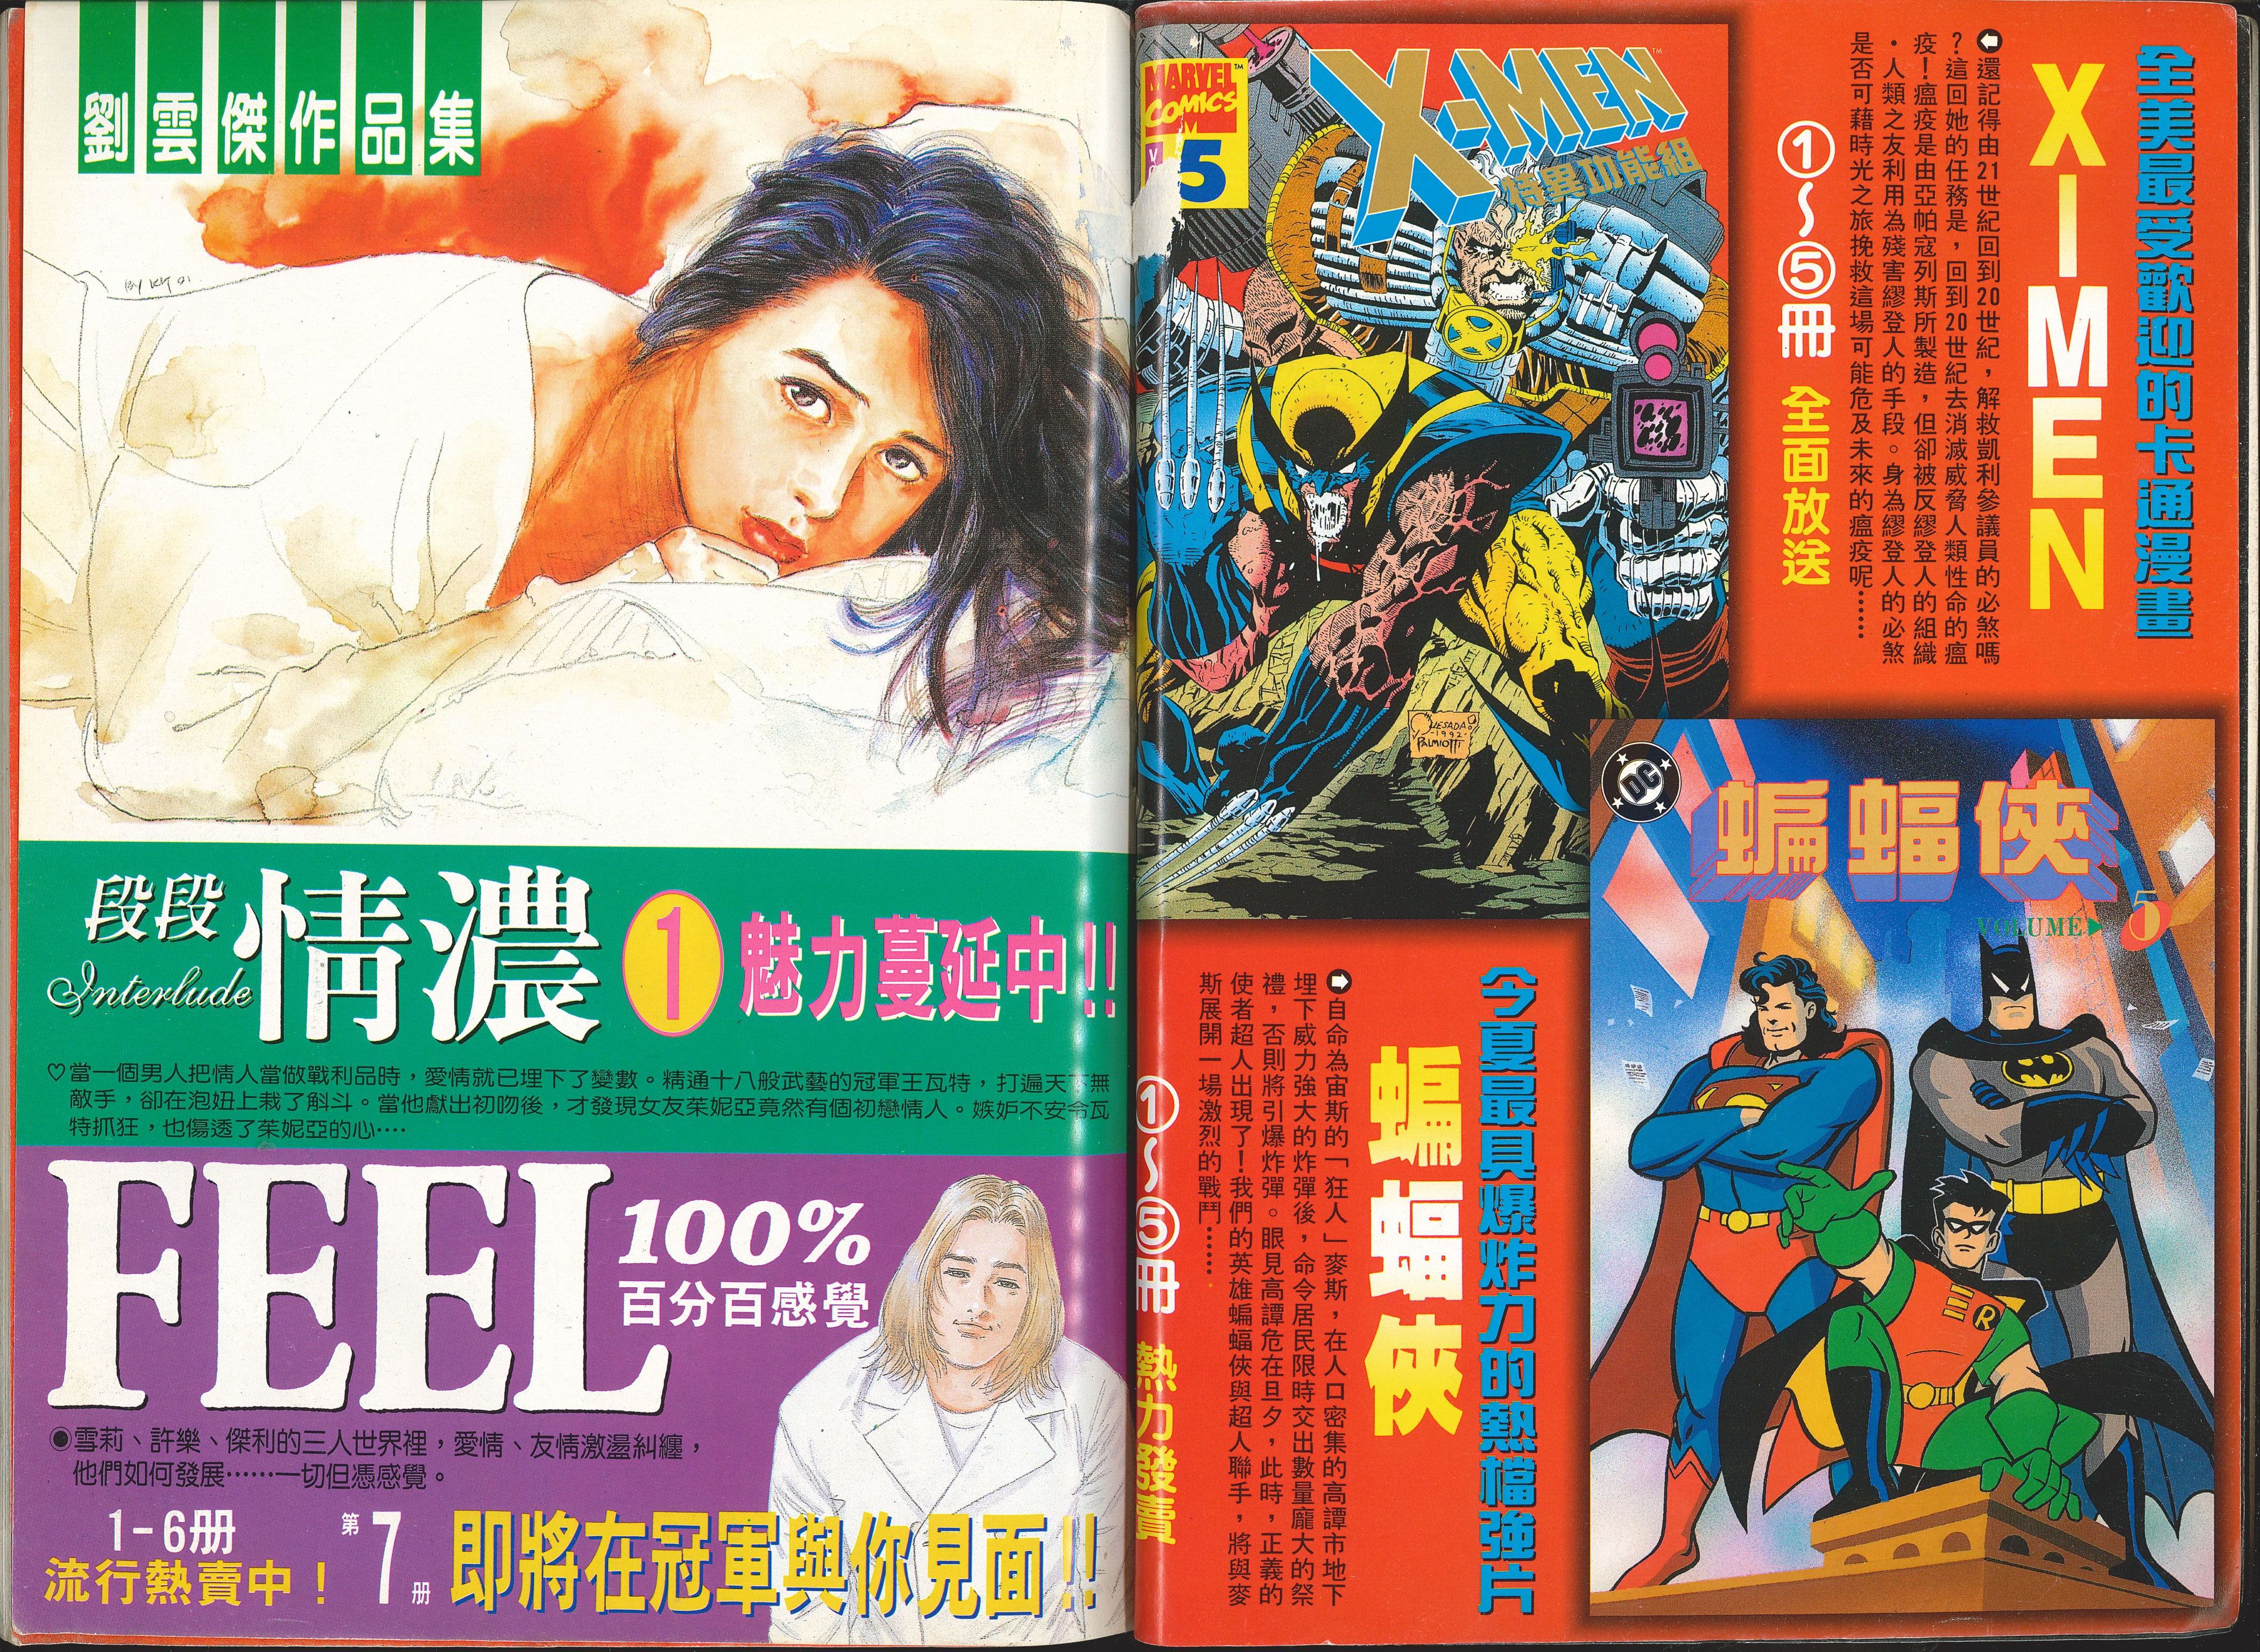 劉雲傑作品集
段段情濃
Interlude
1
魅力蔓延中!!
♡當一個男人把情人當做戰利品時，愛情就已埋下了變數。精通十八般武藝的冠軍王瓦特，打遍天下無
敵手，卻在泡妞上栽了斛斗。當他獻出初吻後，才發現女友茱妮亞竟然有個初戀情人。嫉妒不安令瓦
特抓狂，也傷透了茱妮亞的心‥‥
FEEL
100%
百分百感覺
●雪莉、許樂、傑利的三人世界裡，愛情、友情激盪糾纏，
他們如何發展……一切但憑感覺。
1-6册
流行熱賣中！
第7册
即將在冠軍與你見面!!
全美最受歡迎的卡通漫畫
X-MEN
①~⑤冊 全面放送
還記得由21世紀回到20世紀，解救凱利參議員的必煞嗎
？這回她的任務是，回到20世紀去消滅威脅人類性命的瘟
疫！瘟疫是由亞帕寇列斯所製造，但卻被反繆登人的組織
・人類之友利用為殘害繆登人的手段。身為繆登人的必煞
是否可藉時光之旅挽救這場可能危及未來的瘟疫呢……
MARVEL
COMICS
5
X-MEN
特異功能組
QUESADA
-1992-
PALMIOTTI
DC
蝙蝠俠
VOLUME▶5
R
今夏最具爆炸力的熱檔強片
蝙蝠俠
①~⑤冊 熱力發賣
自命為宙斯的「狂人」麥斯，在人口密集的高譚市地下
埋下威力強大的炸彈後，命令居民限時交出數量龐大的祭
禮，否則將引爆炸彈。眼見高譚危在旦夕，此時，正義的
使者超人出現了！我們的英雄蝙蝠俠與超人聯手，將與麥
斯展開一場激烈的戰鬥……